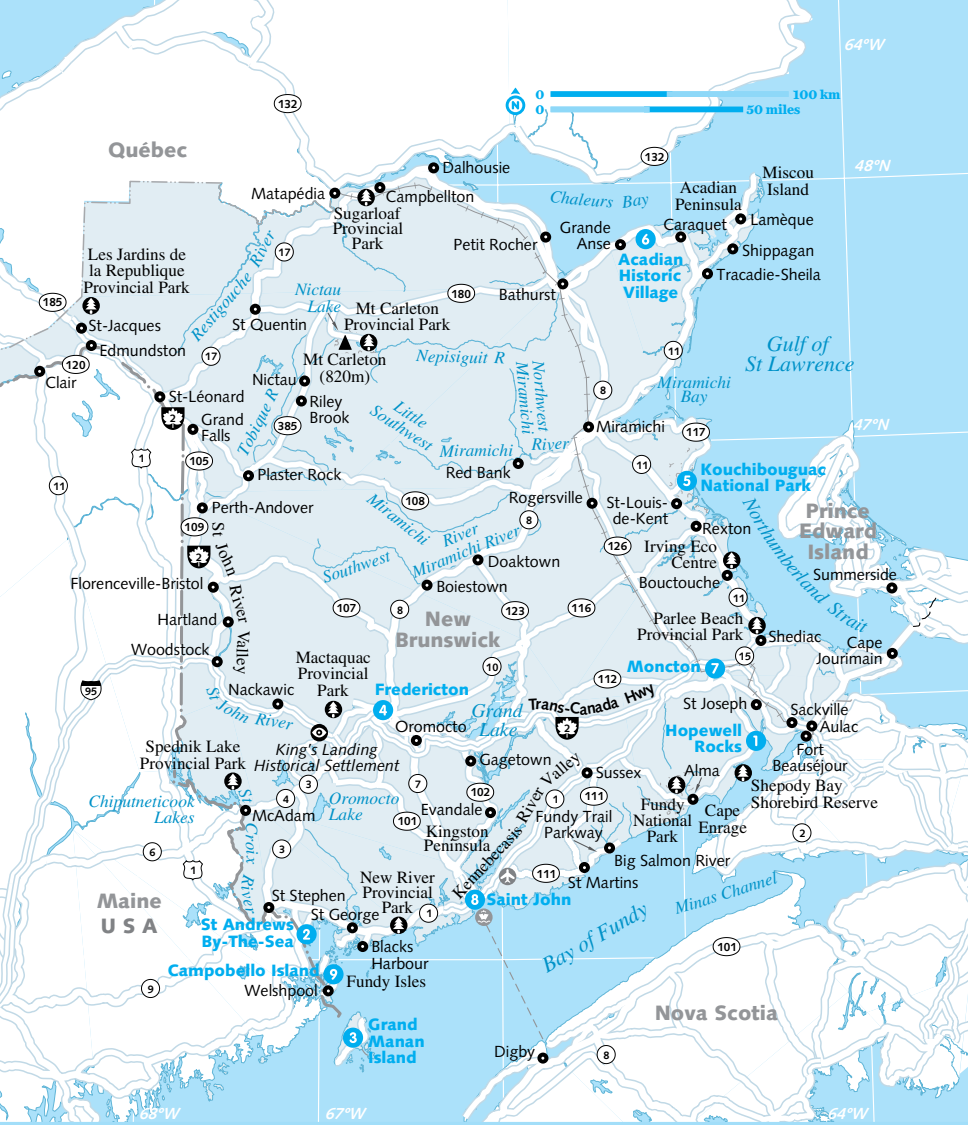 64°W
0 100 km
N
0 50 miles
132
Québec
132
48°N
Dalhousie
Miscou
Island
Matapédia
Campbellton
Chaleurs Bay
Acadian
Peninsula
Sugarloaf
Provincial
Park
Lamèque
Grande
Anse
Caraquet
Petit Rocher
6
Acadian
Historic
Village
Shippagan
Tracadie-Sheila
17
Restigouche River
Les Jardins de
la Republique
Provincial Park
Nictau
Lake
180
Bathurst
185
St Quentin
Mt Carleton
Provincial Park
St-Jacques
Edmundston
120
17
Mt Carleton
(820m)
Nepisiguit R
11
Gulf of
St Lawrence
Clair
Nictau
Northwest
Miramichi
River
8
Miramichi
Bay
St-Léonard
2
Tobique R
Riley
Brook
Little
Southwest
Miramichi
Grand
Falls
385
Miramichi
117
47°N
1
105
Red Bank
11
Kouchibouguac
National Park
5
11
Plaster Rock
108
Rogersville
St-Louis-
de-Kent
Perth-Andover
Prince
Edward
Island
109
Southwest
Miramichi
River
8
Miramichi River
Rexton
Northumberland Strait
2
St John River Valley
Doaktown
126
Irving Eco
Centre
Florenceville-Bristol
Boiestown
Bouctouche
Summerside
107
8
123
116
11
Hartland
New
Brunswick
Parlee Beach
Provincial Park
Shediac
Woodstock
Mactaquac
Provincial
Park
10
Moncton
7
15
Cape
Jourimain
95
Nackawic
Fredericton
4
112
Trans-Canada Hwy
2
St Joseph
St John River
Oromocto
Grand
Lake
Sackville
Aulac
King's Landing
Historical Settlement
Hopewell
Rocks
1
Fort
Beauséjour
Spednik Lake
Provincial Park
Gagetown
Sussex
Alma
Shepody Bay
Shorebird Reserve
3
7
102
1
111
Fundy
National
Park
Cape
Enrage
Chiputneticook
Lakes
4
McAdam
Oromocto
Lake
Evandale
Kennebecasis River Valley
Fundy Trail
Parkway
101
Kingston
Peninsula
2
6
3
St Croix River
Big Salmon River
1
New River
Provincial
Park
111
St Martins
Maine
U S A
St Stephen
1
8
Saint John
Minas Channel
St George
St Andrews
By-The-Sea
2
Blacks
Harbour
Bay of Fundy
101
Campobello Island
9
Fundy Isles
9
Welshpool
Nova Scotia
3
Grand
Manan
Island
Digby
8
68°W
67°W
64°W